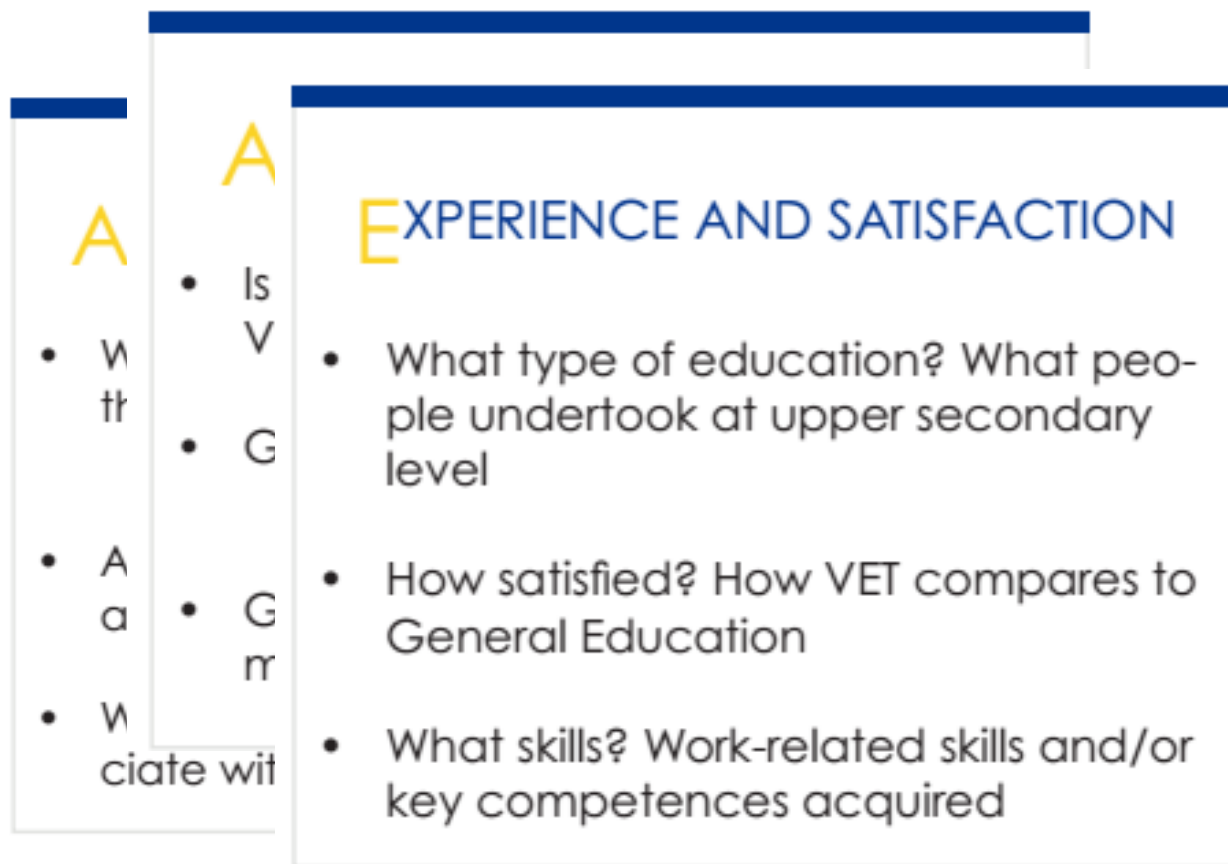 EXPERIENCE AND SATISFACTION
• What type of education? What peo-
ple undertook at upper secondary
level
• How satisfied? How VET compares to
General Education
• What skills? Work-related skills and/or
key competences acquired
A
• Is
A
ciate